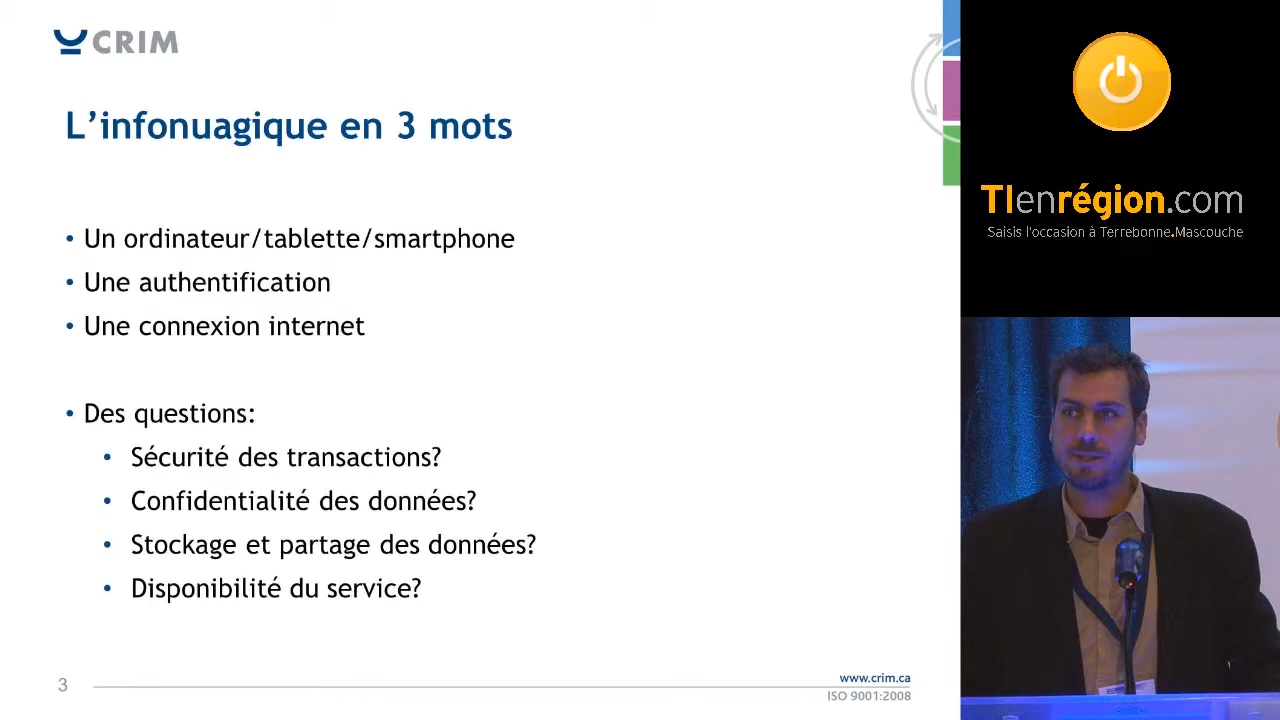 CRIM
L'infonuagique en 3 mots
• Un ordinateur/tablette/smartphone
• Une authentification
• Une connexion internet
• Des questions:
• Sécurité des transactions?
• Confidentialité des données?
• Stockage et partage des données?
• Disponibilité du service?
3
www.crim.ca
ISO 9001:2008
TIenrégion.com
Saisis l'occasion à Terrebonne.Mascouche